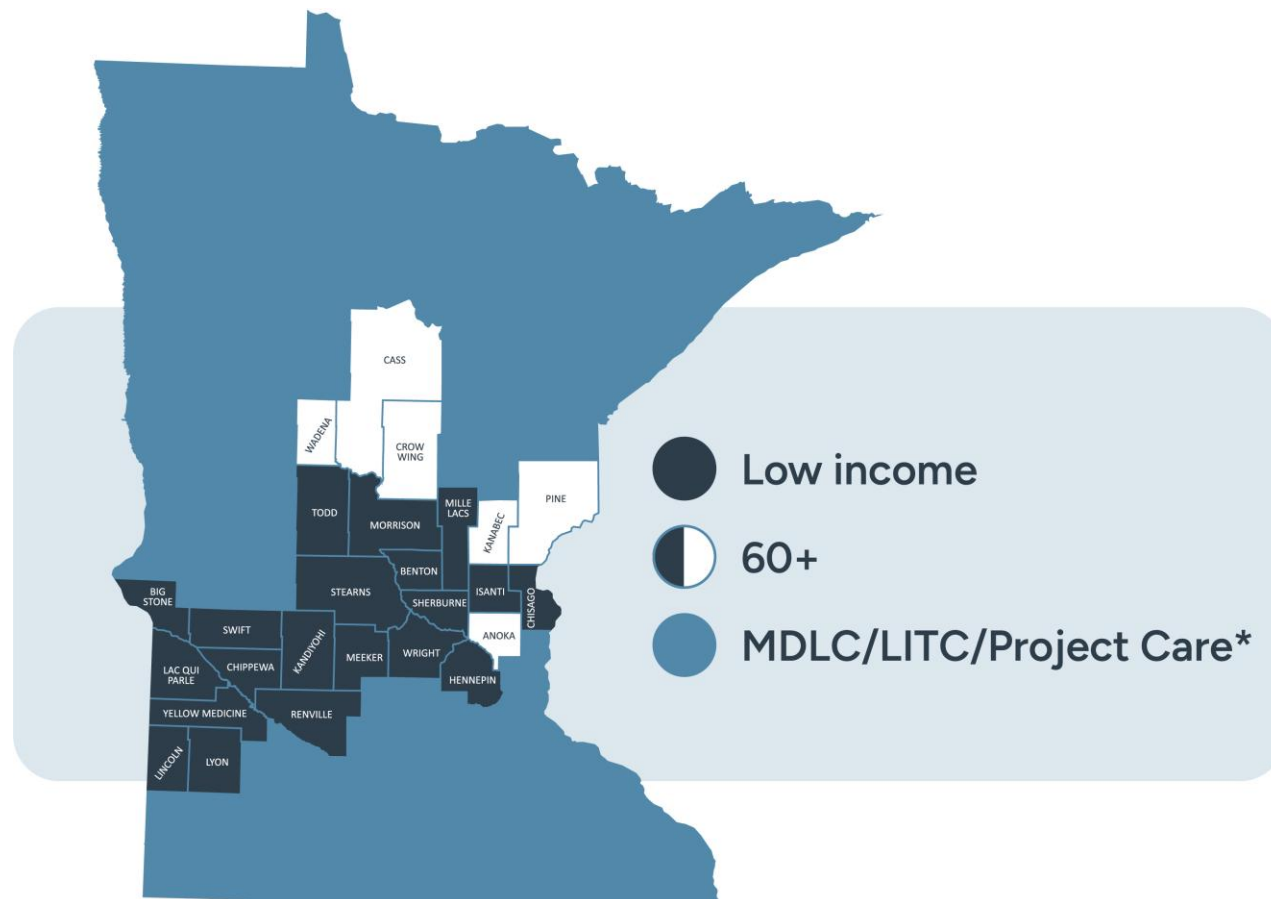 CASS
WADENA
CROW
WING
PINE
MILLE
LACS
KANABEC
TODD
MORRISON
BENTON
STEARNS
ISANTI
CHISAGO
SHERBURNE
BIG
STONE
SWIFT
KANDIYOHI
ANOKA
MEEKER
WRIGHT
CHIPPEWA
LAC QUI
PARLE
HENNEPIN
YELLOW MEDICINE
RENVILLE
LINCOLN
LYON
Low income
60+
MDLC/LITC/Project Care*